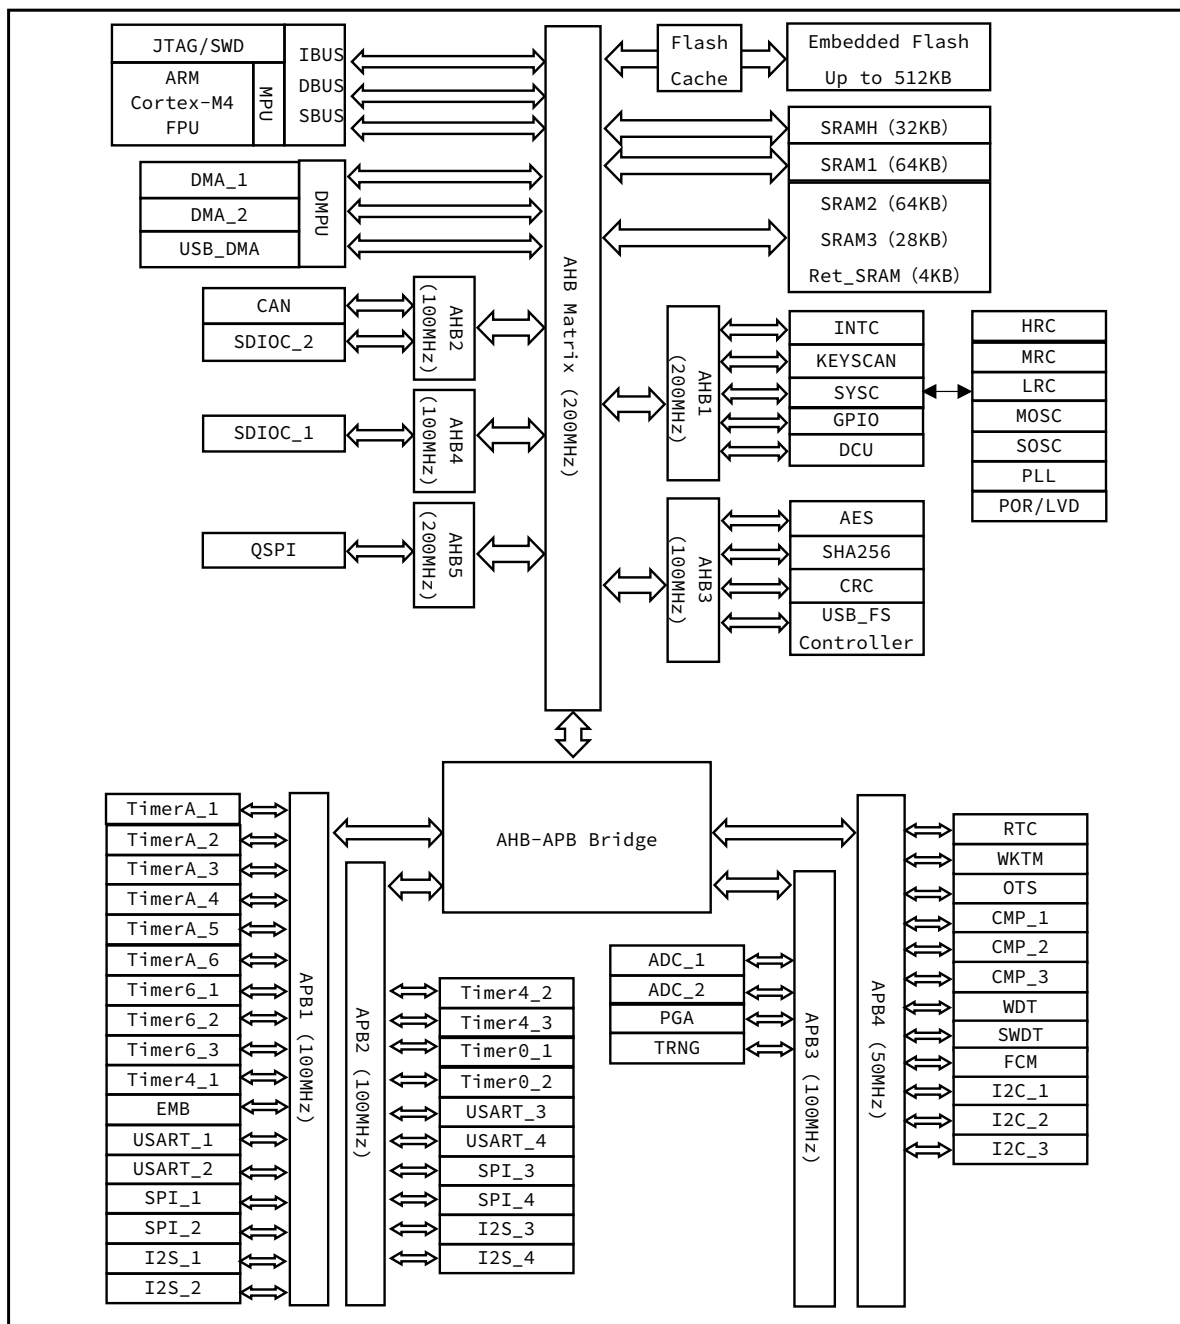 JTAG/SWD
ARM
Cortex-M4
FPU
MPU
IBUS
DBUS
SBUS
Flash
Cache
Embedded Flash
Up to 512KB
SRAMH (32KB)
SRAM1 (64KB)
SRAM2 (64KB)
SRAM3 (28KB)
Ret_SRAM (4KB)
DMA_1
DMA_2
USB_DMA
DMPU
AHB Matrix (200MHz)
CAN
SDIOC_2
AHB2
(100MHz)
SDIOC_1
AHB4
(100MHz)
QSPI
AHB5
(200MHz)
AHB1
(200MHz)
INTC
KEYSCAN
SYSC
GPIO
DCU
HRC
MRC
LRC
MOSC
SOSC
PLL
POR/LVD
AHB3
(100MHz)
AES
SHA256
CRC
USB_FS
Controller
AHB-APB Bridge
TimerA_1
TimerA_2
TimerA_3
TimerA_4
TimerA_5
TimerA_6
Timer6_1
Timer6_2
Timer6_3
Timer4_1
EMB
USART_1
USART_2
SPI_1
SPI_2
I2S_1
I2S_2
APB1 (100MHz)
APB2 (100MHz)
Timer4_2
Timer4_3
Timer0_1
Timer0_2
USART_3
USART_4
SPI_3
SPI_4
I2S_3
I2S_4
ADC_1
ADC_2
PGA
TRNG
APB3 (100MHz)
APB4 (50MHz)
RTC
WKTM
OTS
CMP_1
CMP_2
CMP_3
WDT
SWDT
FCM
I2C_1
I2C_2
I2C_3